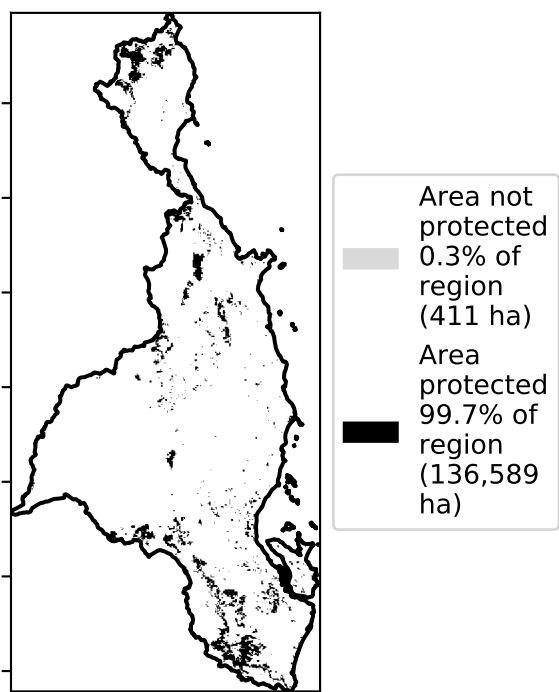 Area not
protected
0.3% of
region
(411 ha)
Area
protected
99.7% of
region
(136,589
ha)